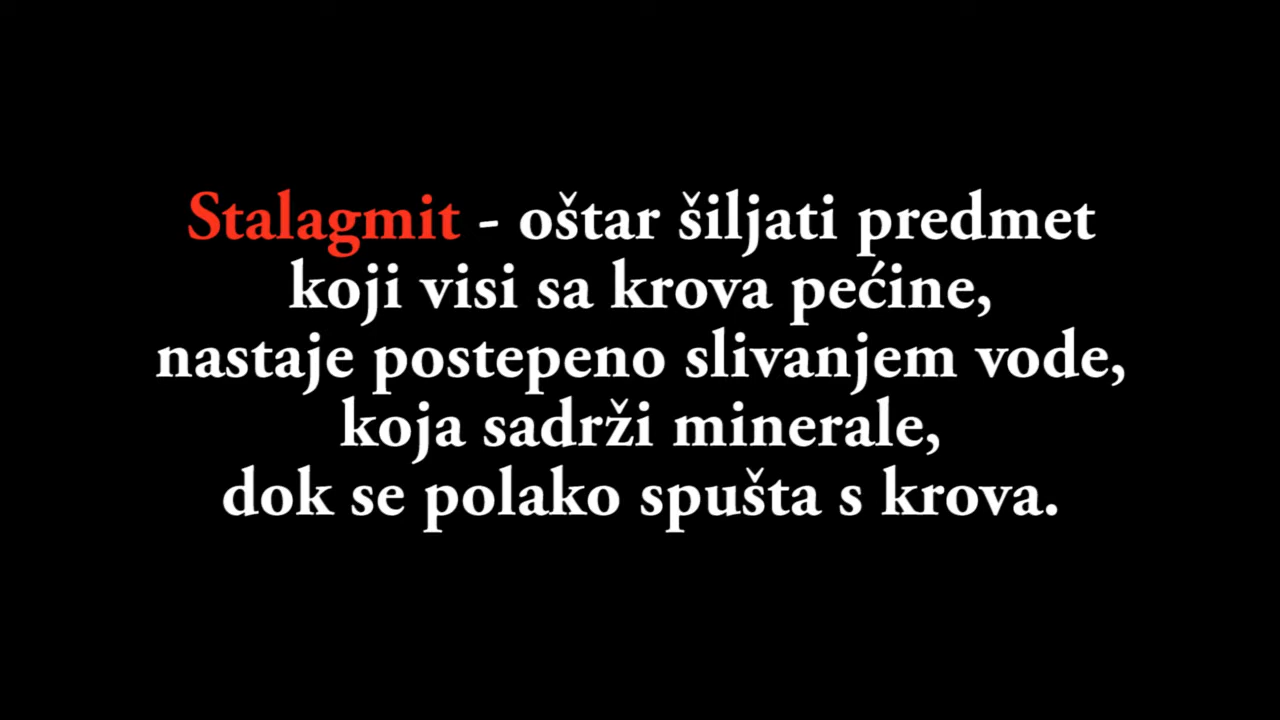 Stalagmit - oštar šiljati predmet
koji visi sa krova pećine,
nastaje postepeno slivanjem vode,
koja sadrži minerale,
dok se polako spušta s krova.